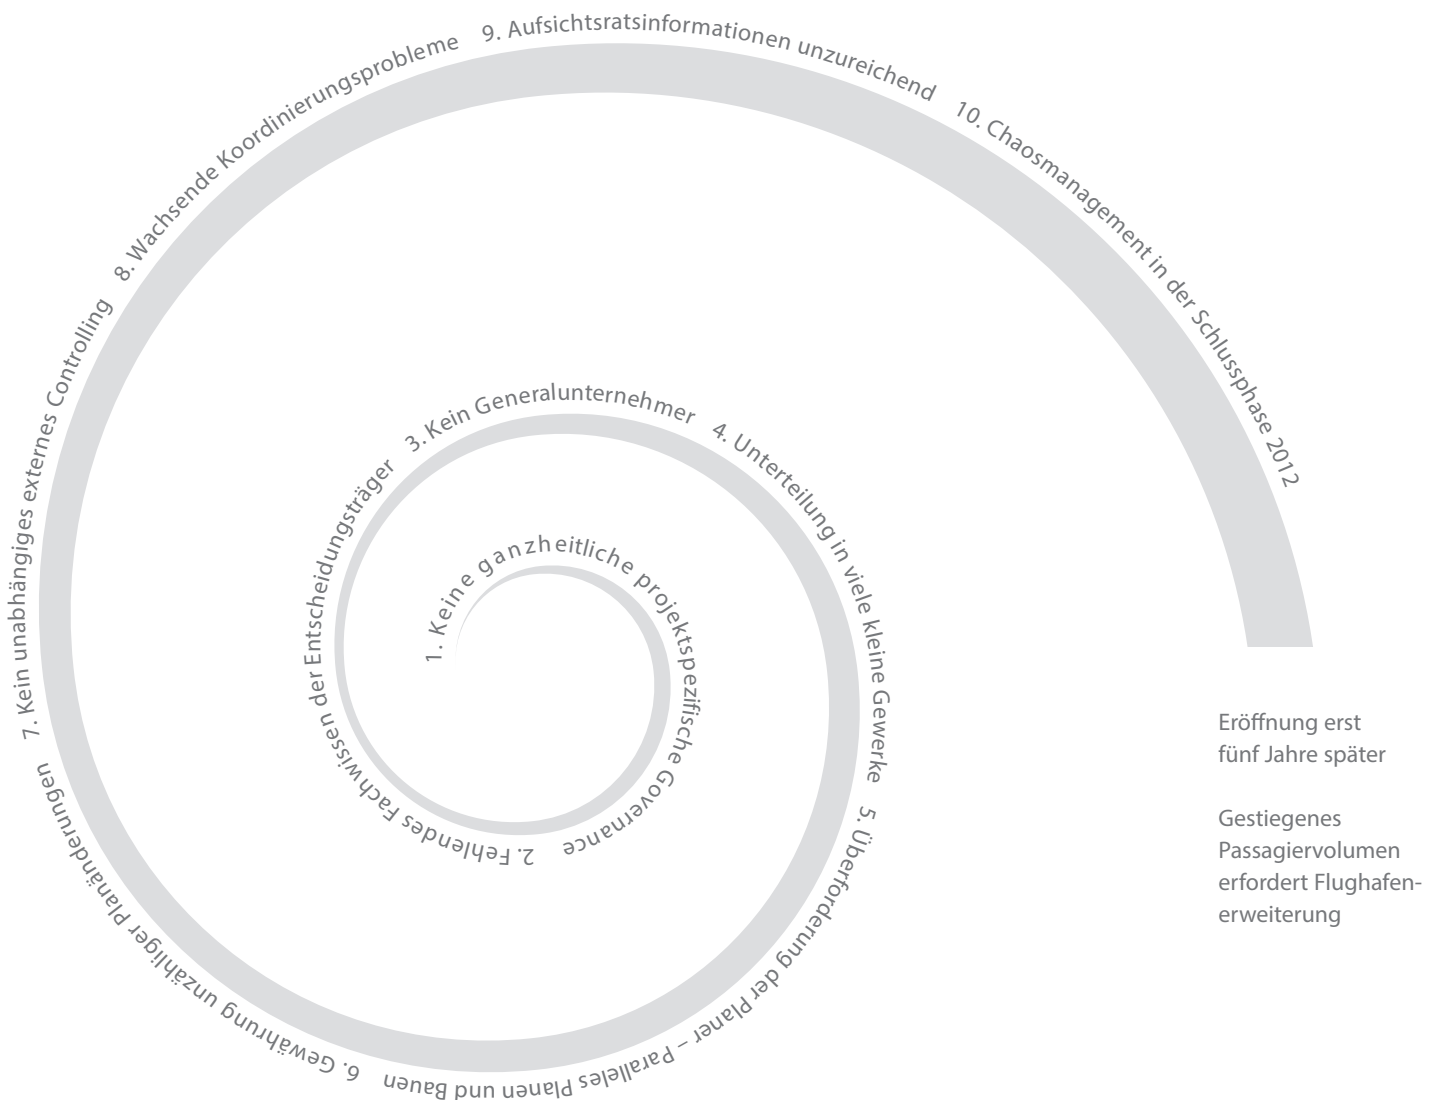 1. Keine ganzheitliche projektspezifische Governance
2. Fehlendes Fachwissen der Entscheidungsträger
3. Kein Generalunternehmer
4. Unterteilung in viele kleine Gewerke
5. Überforderung der Planer – Paralleles Planen und Bauen
6. Gewährung unzähliger Planänderungen
7. Kein unabhängiges externes Controlling
8. Wachsende Koordinierungsprobleme
9. Aufsichtsratsinformationen unzureichend
10. Chaosmanagement in der Schlussphase 2012
Eröffnung erst
fünf Jahre später
Gestiegenes
Passagiervolumen
erfordert Flughafen-
erweiterung